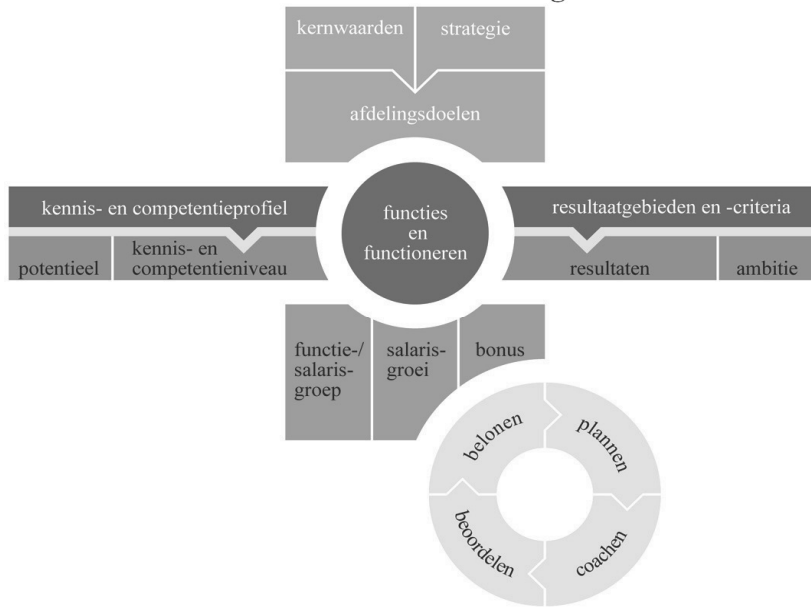 kernwaarden
strategie
afdelingsdoelen
kennis- en competentieprofiel
functies
en
functioneren
resultaatgebieden en -criteria
potentieel
kennis- en
competentieniveau
resultaten
ambitie
functie-/
salaris-
groep
salaris-
groei
bonus
belonen
plannen
beoordelen
coachen